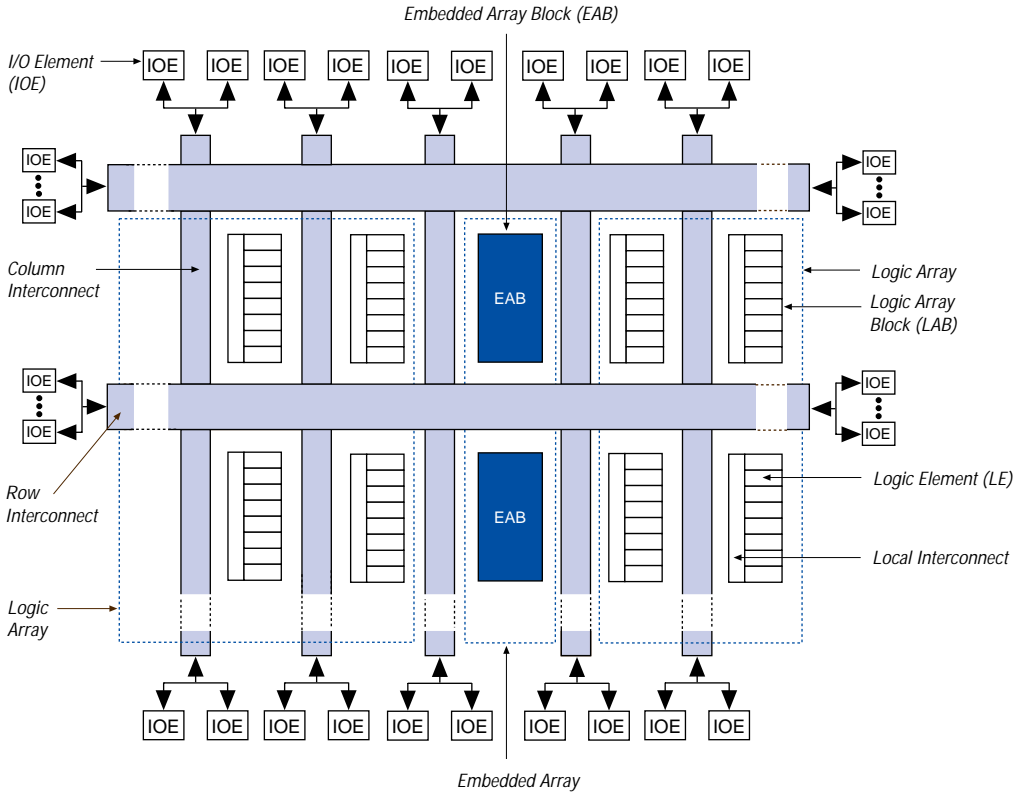 Embedded Array Block (EAB)
I/O Element
(IOE)
IOE IOE IOE IOE IOE IOE IOE IOE IOE IOE
IOE IOE
IOE IOE
Column
Interconnect
EAB
Logic Array
Logic Array
Block (LAB)
IOE IOE
IOE IOE
Row
Interconnect
EAB
Logic Element (LE)
Local Interconnect
Logic
Array
IOE IOE IOE IOE IOE IOE IOE IOE IOE IOE
Embedded Array